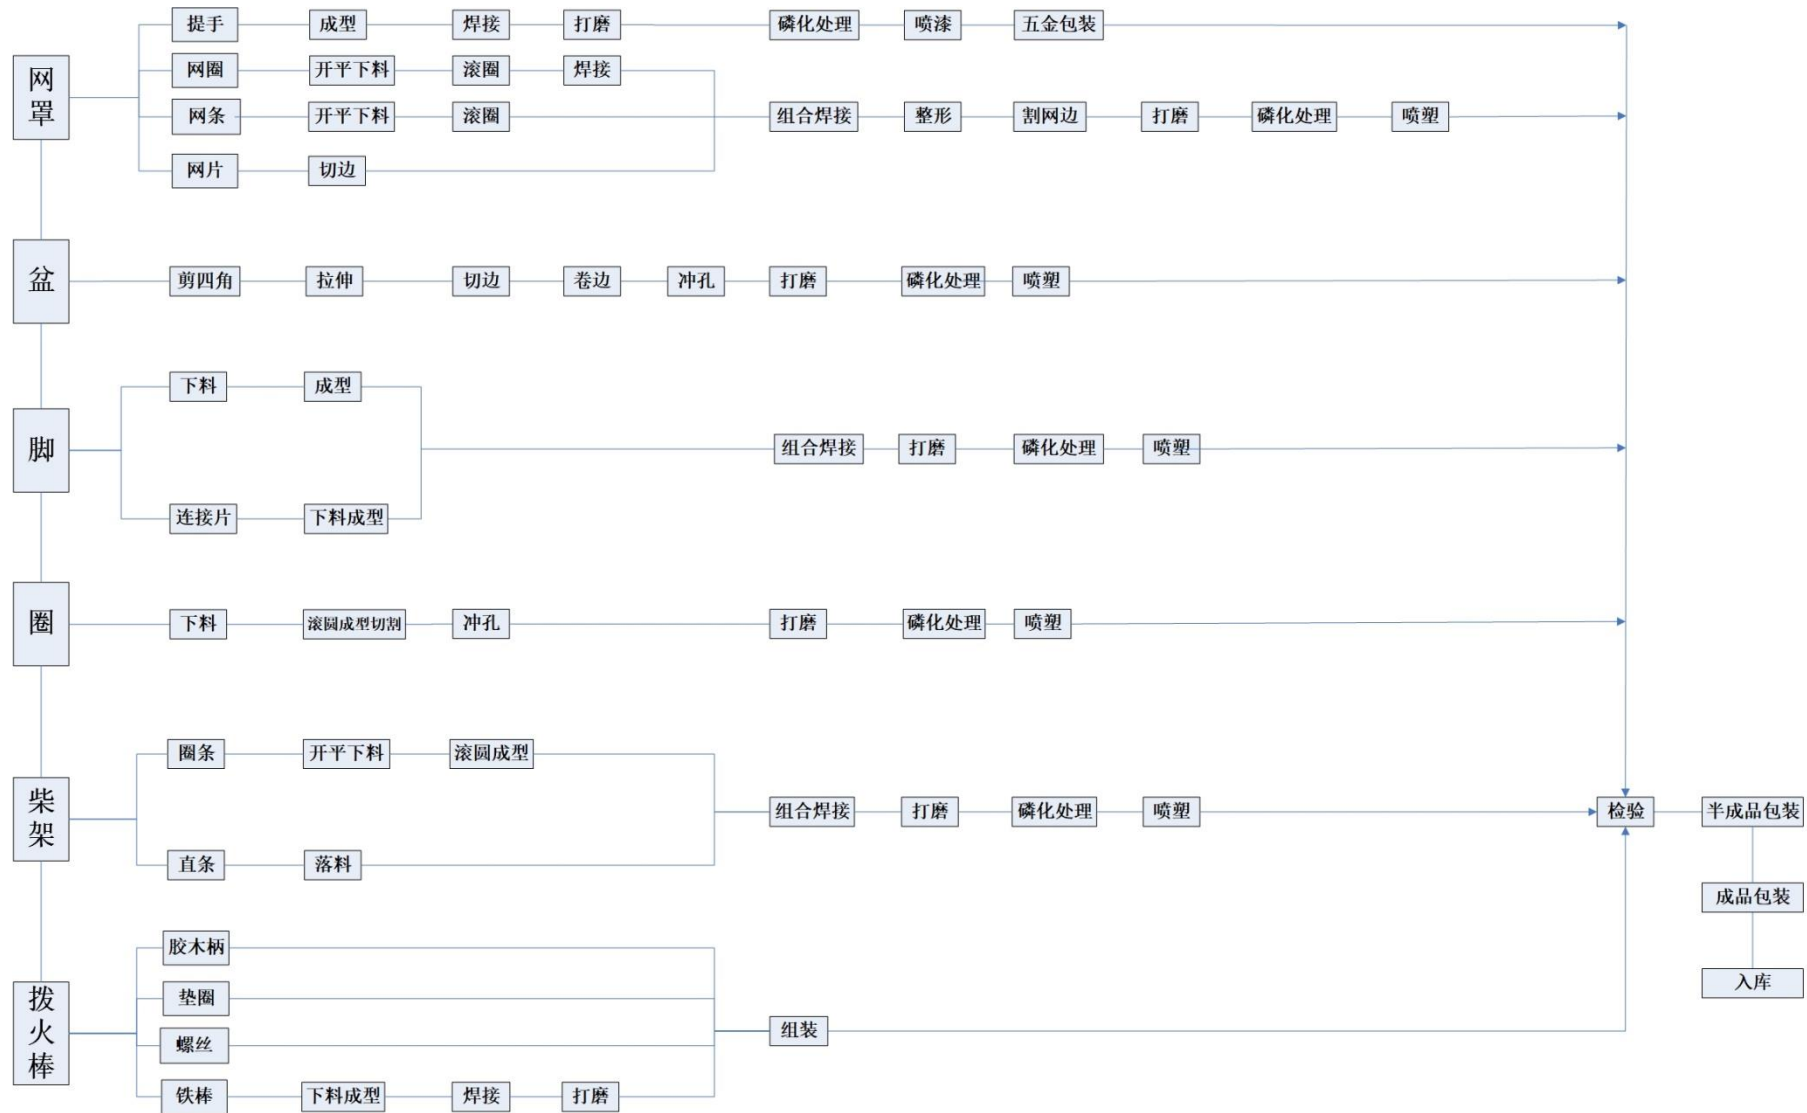 提手 成型 焊接 打磨 磷化处理 喷漆 五金包装
网罩
网圈 开平下料 滚圈 焊接
网条 开平下料 滚圈 组合焊接 整形 割网边 打磨 磷化处理 喷塑
网片 切边
盆 剪四角 拉伸 切边 卷边 冲孔 打磨 磷化处理 喷塑
下料 成型
脚 组合焊接 打磨 磷化处理 喷塑
连接片 下料成型
圈 下料 滚圆成型切割 冲孔 打磨 磷化处理 喷塑
圈条 开平下料 滚圆成型
柴架 组合焊接 打磨 磷化处理 喷塑 检验 半成品包装
直条 落料
成品包装
胶木柄
入库
垫圈
拨火棒 组装
螺丝
铁棒 下料成型 焊接 打磨